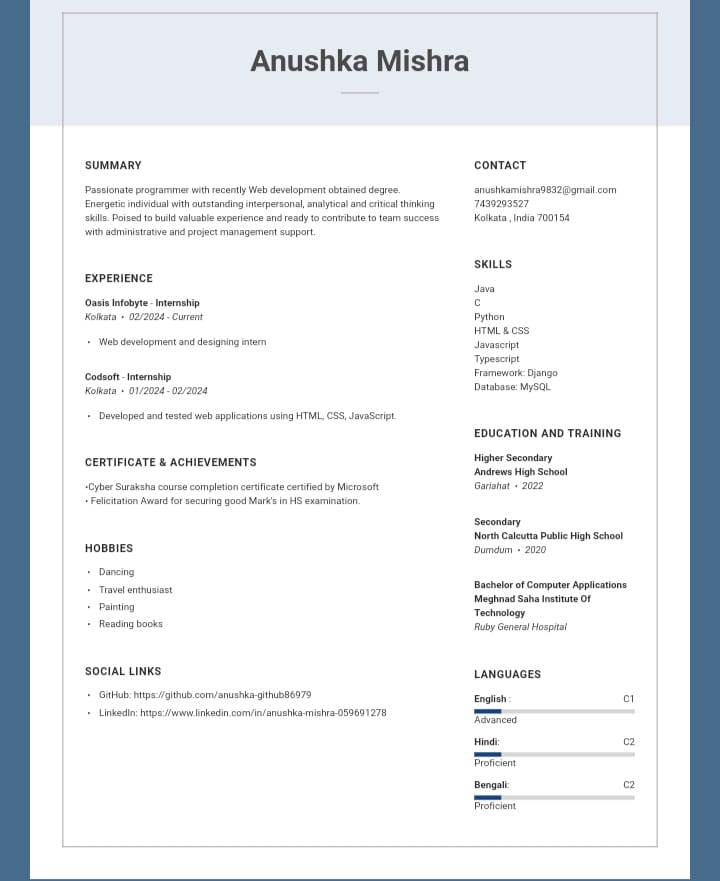 Anushka Mishra
SUMMARY
Passionate programmer with recently Web development obtained degree.
Energetic individual with outstanding interpersonal, analytical and critical thinking
skills. Poised to build valuable experience and ready to contribute to team success
with administrative and project management support.
EXPERIENCE
Oasis Infobyte - Internship
Kolkata • 02/2024 - Current
• Web development and designing intern
Codsoft - Internship
Kolkata • 01/2024 - 02/2024
• Developed and tested web applications using HTML, CSS, JavaScript.
CERTIFICATE & ACHIEVEMENTS
•Cyber Suraksha course completion certificate certified by Microsoft
• Felicitation Award for securing good Mark's in HS examination.
HOBBIES
• Dancing
• Travel enthusiast
• Painting
• Reading books
SOCIAL LINKS
• GitHub: https://github.com/anushka-github86979
• LinkedIn: https://www.linkedin.com/in/anushka-mishra-059691278
CONTACT
anushkamishra9832@gmail.com
7439293527
Kolkata , India 700154
SKILLS
Java
C
Python
HTML & CSS
Javascript
Typescript
Framework: Django
Database: MySQL
EDUCATION AND TRAINING
Higher Secondary
Andrews High School
Gariahat • 2022
Secondary
North Calcutta Public High School
Dumdum • 2020
Bachelor of Computer Applications
Meghnad Saha Institute Of
Technology
Ruby General Hospital
LANGUAGES
English : C1
Advanced
Hindi: C2
Proficient
Bengali: C2
Proficient